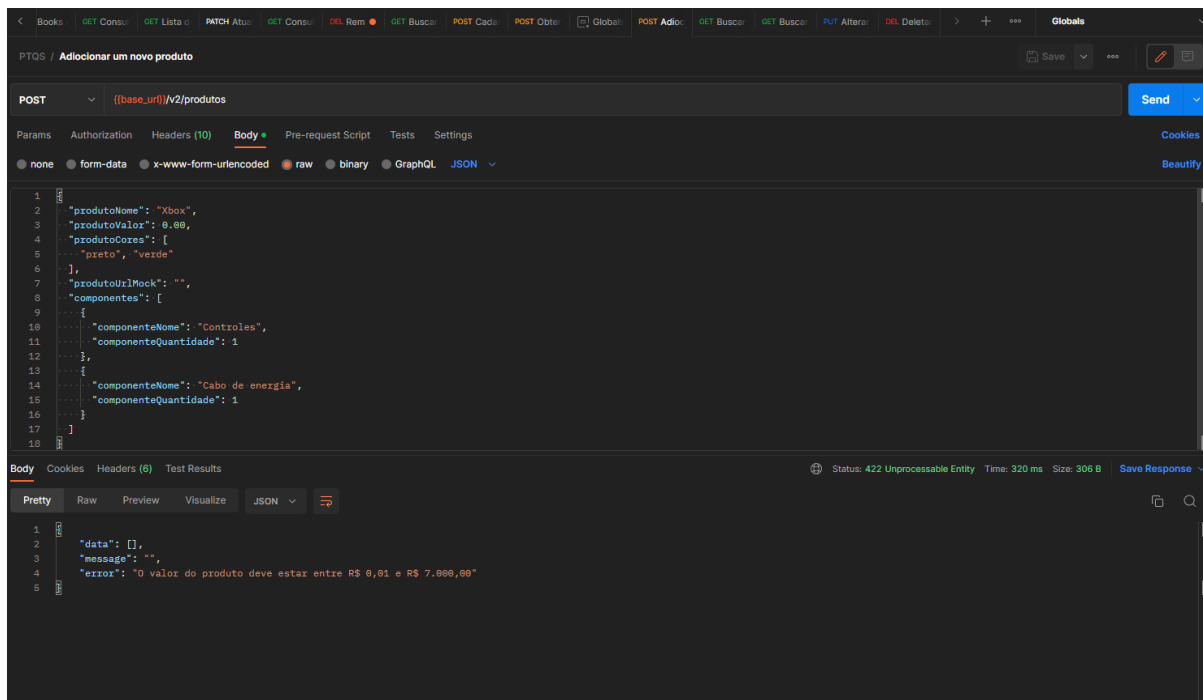 Books GET Consul GET Lista d PATCH Atua GET Consul DEL Rem GET Buscar POST Cada POST Obte Globals POST Adioc GET Buscar GET Buscar PUT Alterar DEL Deletar Globals
PTQS / Adiocionar um novo produto Save
POST {{base_url}}/v2/produtos Send
Params Authorization Headers (10) Body Pre-request Script Tests Settings Cookies
none form-data x-www-form-urlencoded raw binary GraphQL JSON Beautify
1 {
2 "produtoNome": "Xbox",
3 "produtoValor": 0.00,
4 "produtoCores": [
5 "preto", "verde"
6 ],
7 "produtoUrlMock": "",
8 "componentes": [
9 {
10 "componenteNome": "Controles",
11 "componenteQuantidade": 1
12 },
13 {
14 "componenteNome": "Cabo de energia",
15 "componenteQuantidade": 1
16 }
17 ]
18 }
Body Cookies Headers (6) Test Results Status: 422 Unprocessable Entity Time: 320 ms Size: 306 B Save Response
Pretty Raw Preview Visualize JSON
1 {
2 "data": [],
3 "message": "",
4 "error": "O valor do produto deve estar entre R$ 0,01 e R$ 7.000,00"
5 }